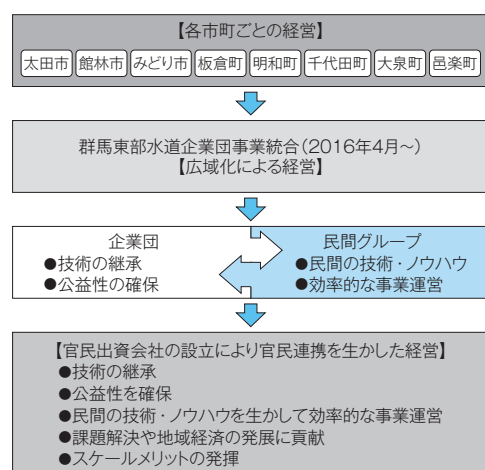 【各市町ごとの経営】
太田市 館林市 みどり市 板倉町 明和町 千代田町 大泉町 邑楽町
群馬東部水道企業団事業統合(2016年4月～)
【広域化による経営】
企業団
●技術の継承
●公益性の確保
民間グループ
●民間の技術・ノウハウ
●効率的な事業運営
【官民出資会社の設立により官民連携を生かした経営】
●技術の継承
●公益性を確保
●民間の技術・ノウハウを生かして効率的な事業運営
●課題解決や地域経済の発展に貢献
●スケールメリットの発揮